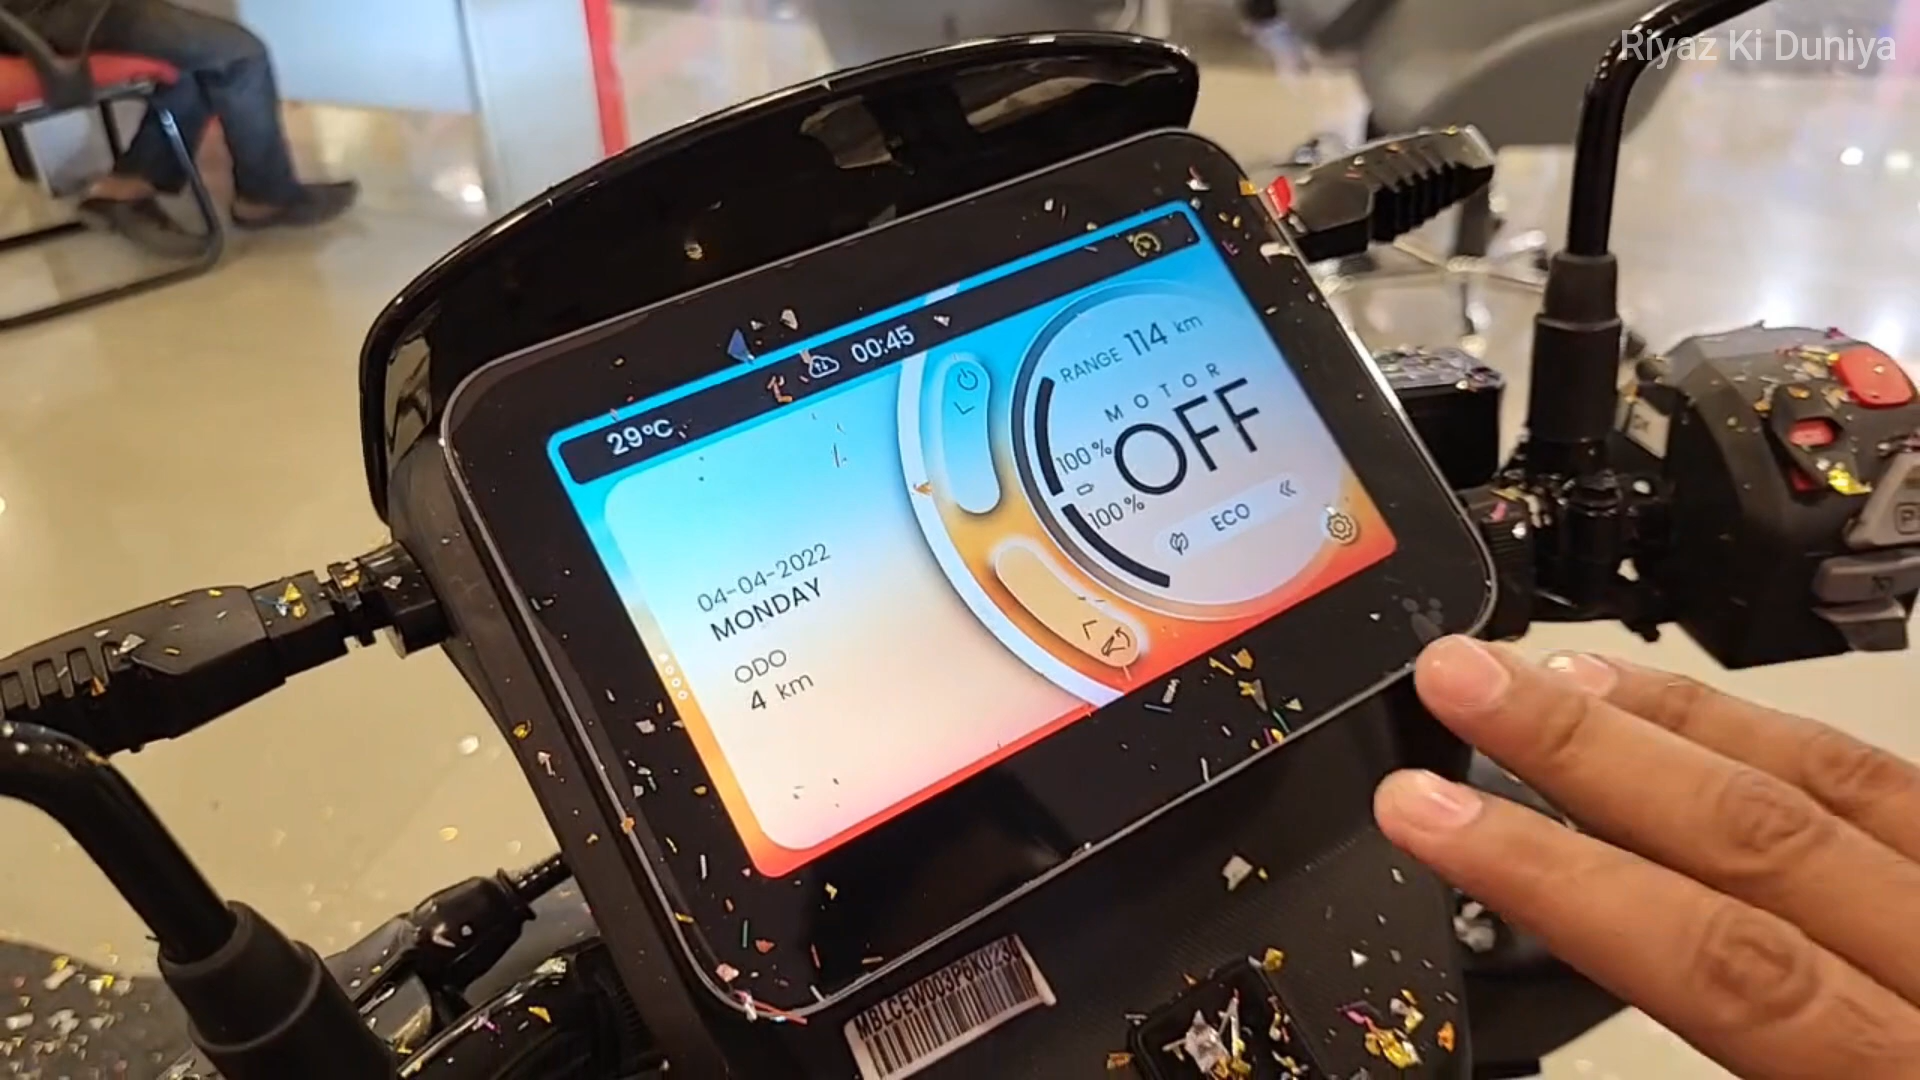 Riyaz Ki Duniya
29°C
00:45
RANGE 114 km
MOTOR
OFF
100%
100%
ECO
04-04-2022
MONDAY
ODO
4 km
P